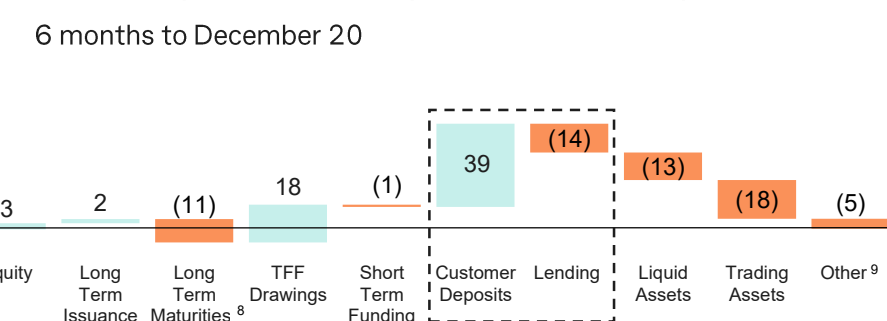 6 months to December 20
3
2
(11)
18
(1)
39
(14)
(13)
(18)
(5)
quity
Long
Term
Issuance
Long
Term
Maturities 8
TFF
Drawings
Short
Term
Funding
Customer
Deposits
Lending
Liquid
Assets
Trading
Assets
Other 9